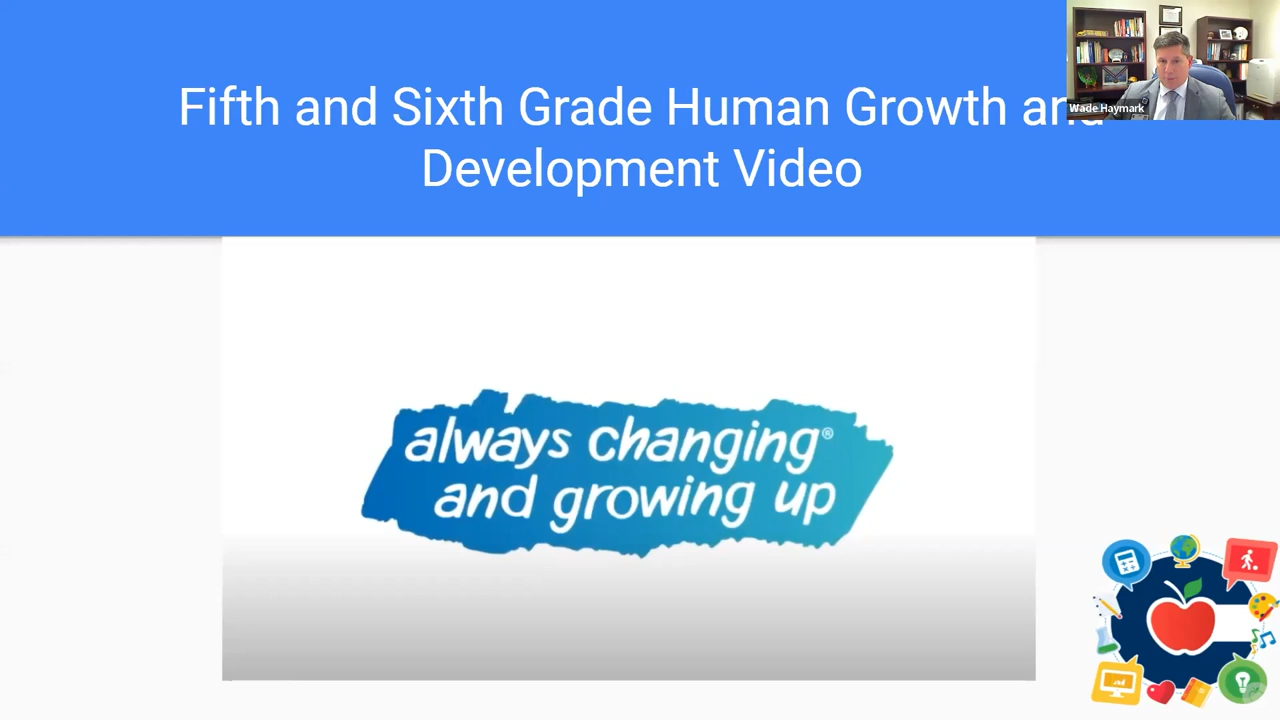 Fifth and Sixth Grade Human Growth and
Development Video
Wade Haymark
always changing®
and growing up